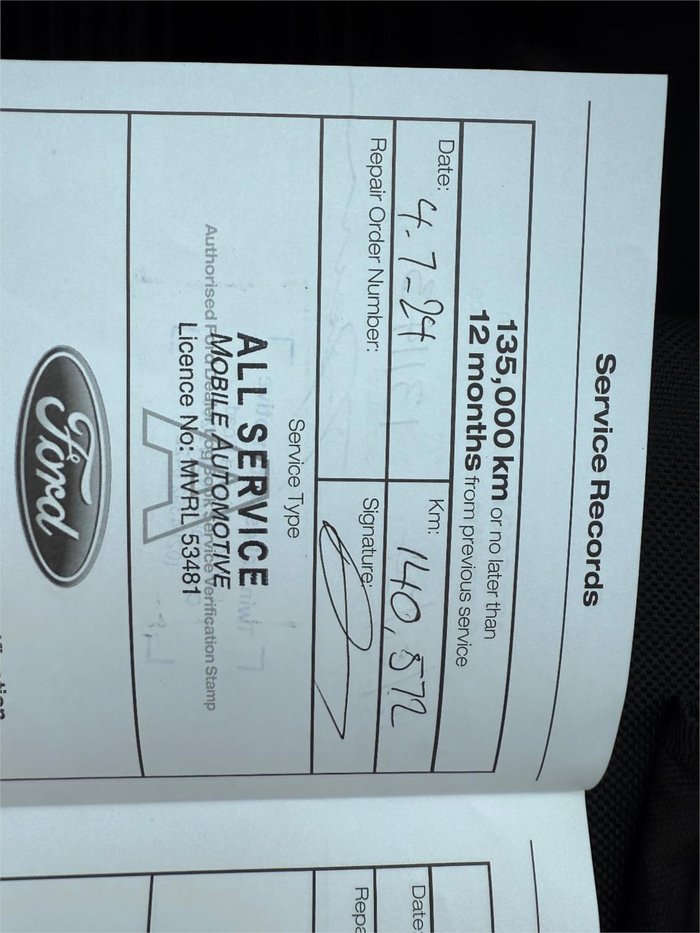 Service Records
135,000 km or no later than
12 months from previous service
Date: 4.7-24
Km: 140,572
Repair Order Number:
Signature:
Service Type
ALL SERVICE
MOBILE AUTOMOTIVE
Authorised Ford Dealer Logbook Service Verification Stamp
Licence No: MVRL 53481
A
Ford
Date
Repa